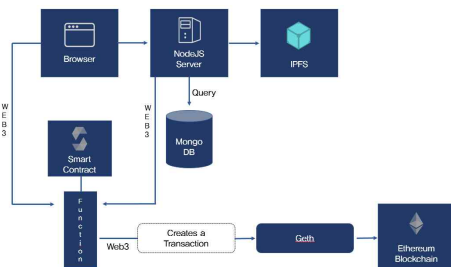 Browser
NodeJS
Server
IPFS
WEB3
WEB3
Query
Mongo
DB
Smart
Contract
Function
Web3
Creates a
Transaction
Geth
Ethereum
Blockchain